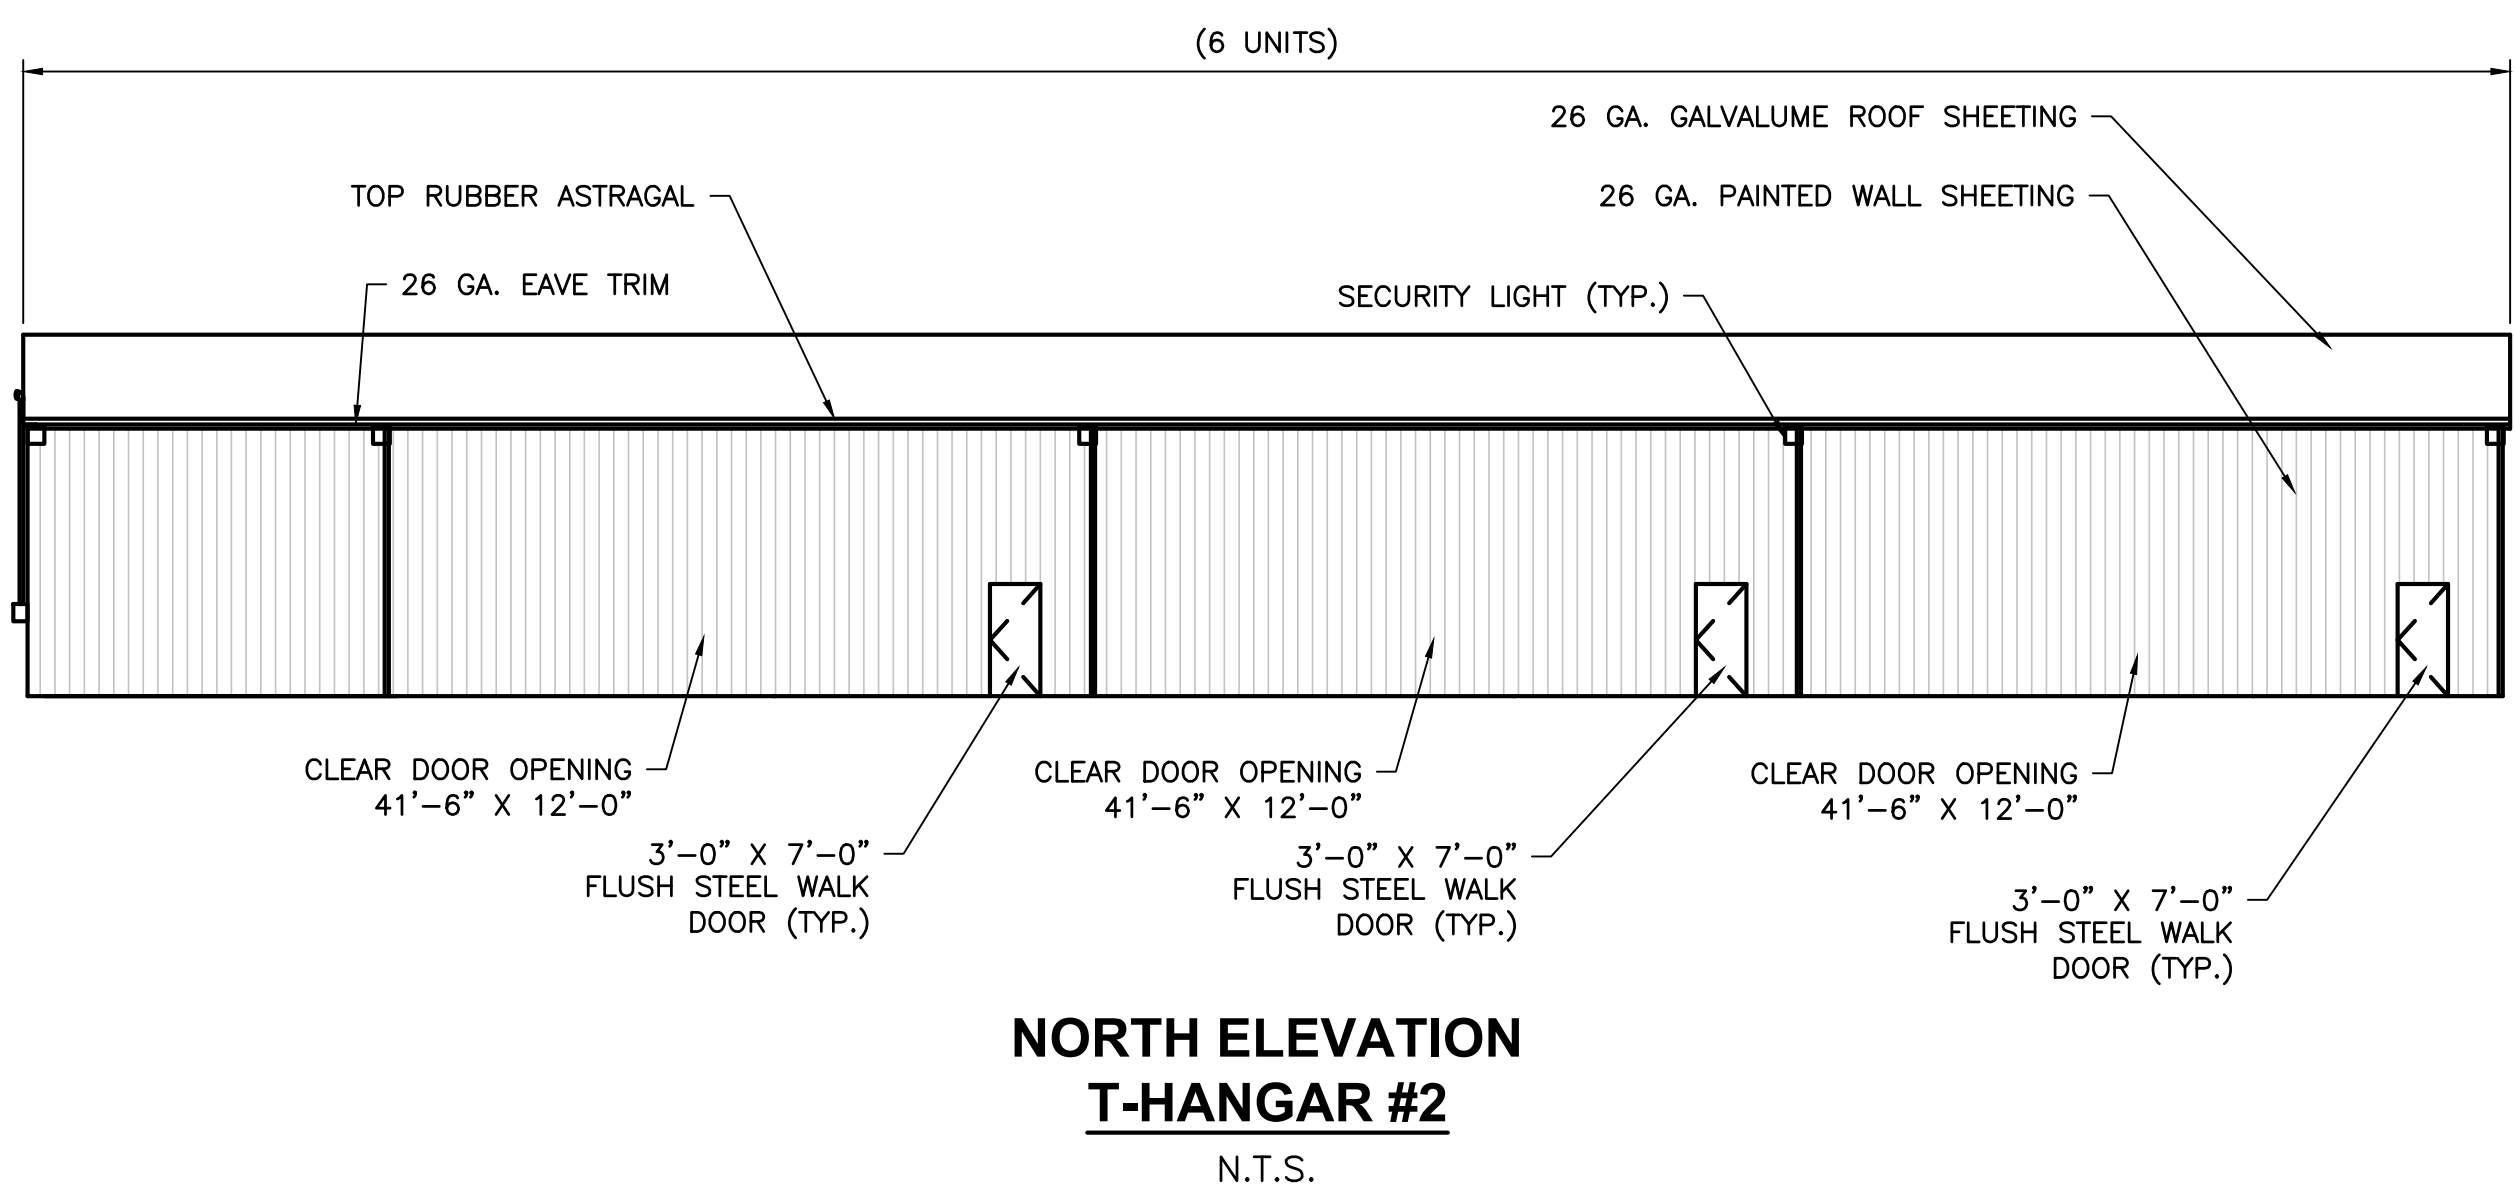 (6 UNITS)
26 GA. GALVALUME ROOF SHEETING
TOP RUBBER ASTRAGAL
26 GA. PAINTED WALL SHEETING
26 GA. EAVE TRIM
SECURITY LIGHT (TYP.)
CLEAR DOOR OPENING
41'-6" X 12'-0"
3'-0" X 7'-0"
FLUSH STEEL WALK
DOOR (TYP.)
CLEAR DOOR OPENING
41'-6" X 12'-0"
3'-0" X 7'-0"
FLUSH STEEL WALK
DOOR (TYP.)
CLEAR DOOR OPENING
41'-6" X 12'-0"
3'-0" X 7'-0"
FLUSH STEEL WALK
DOOR (TYP.)
NORTH ELEVATION
T-HANGAR #2
N.T.S.